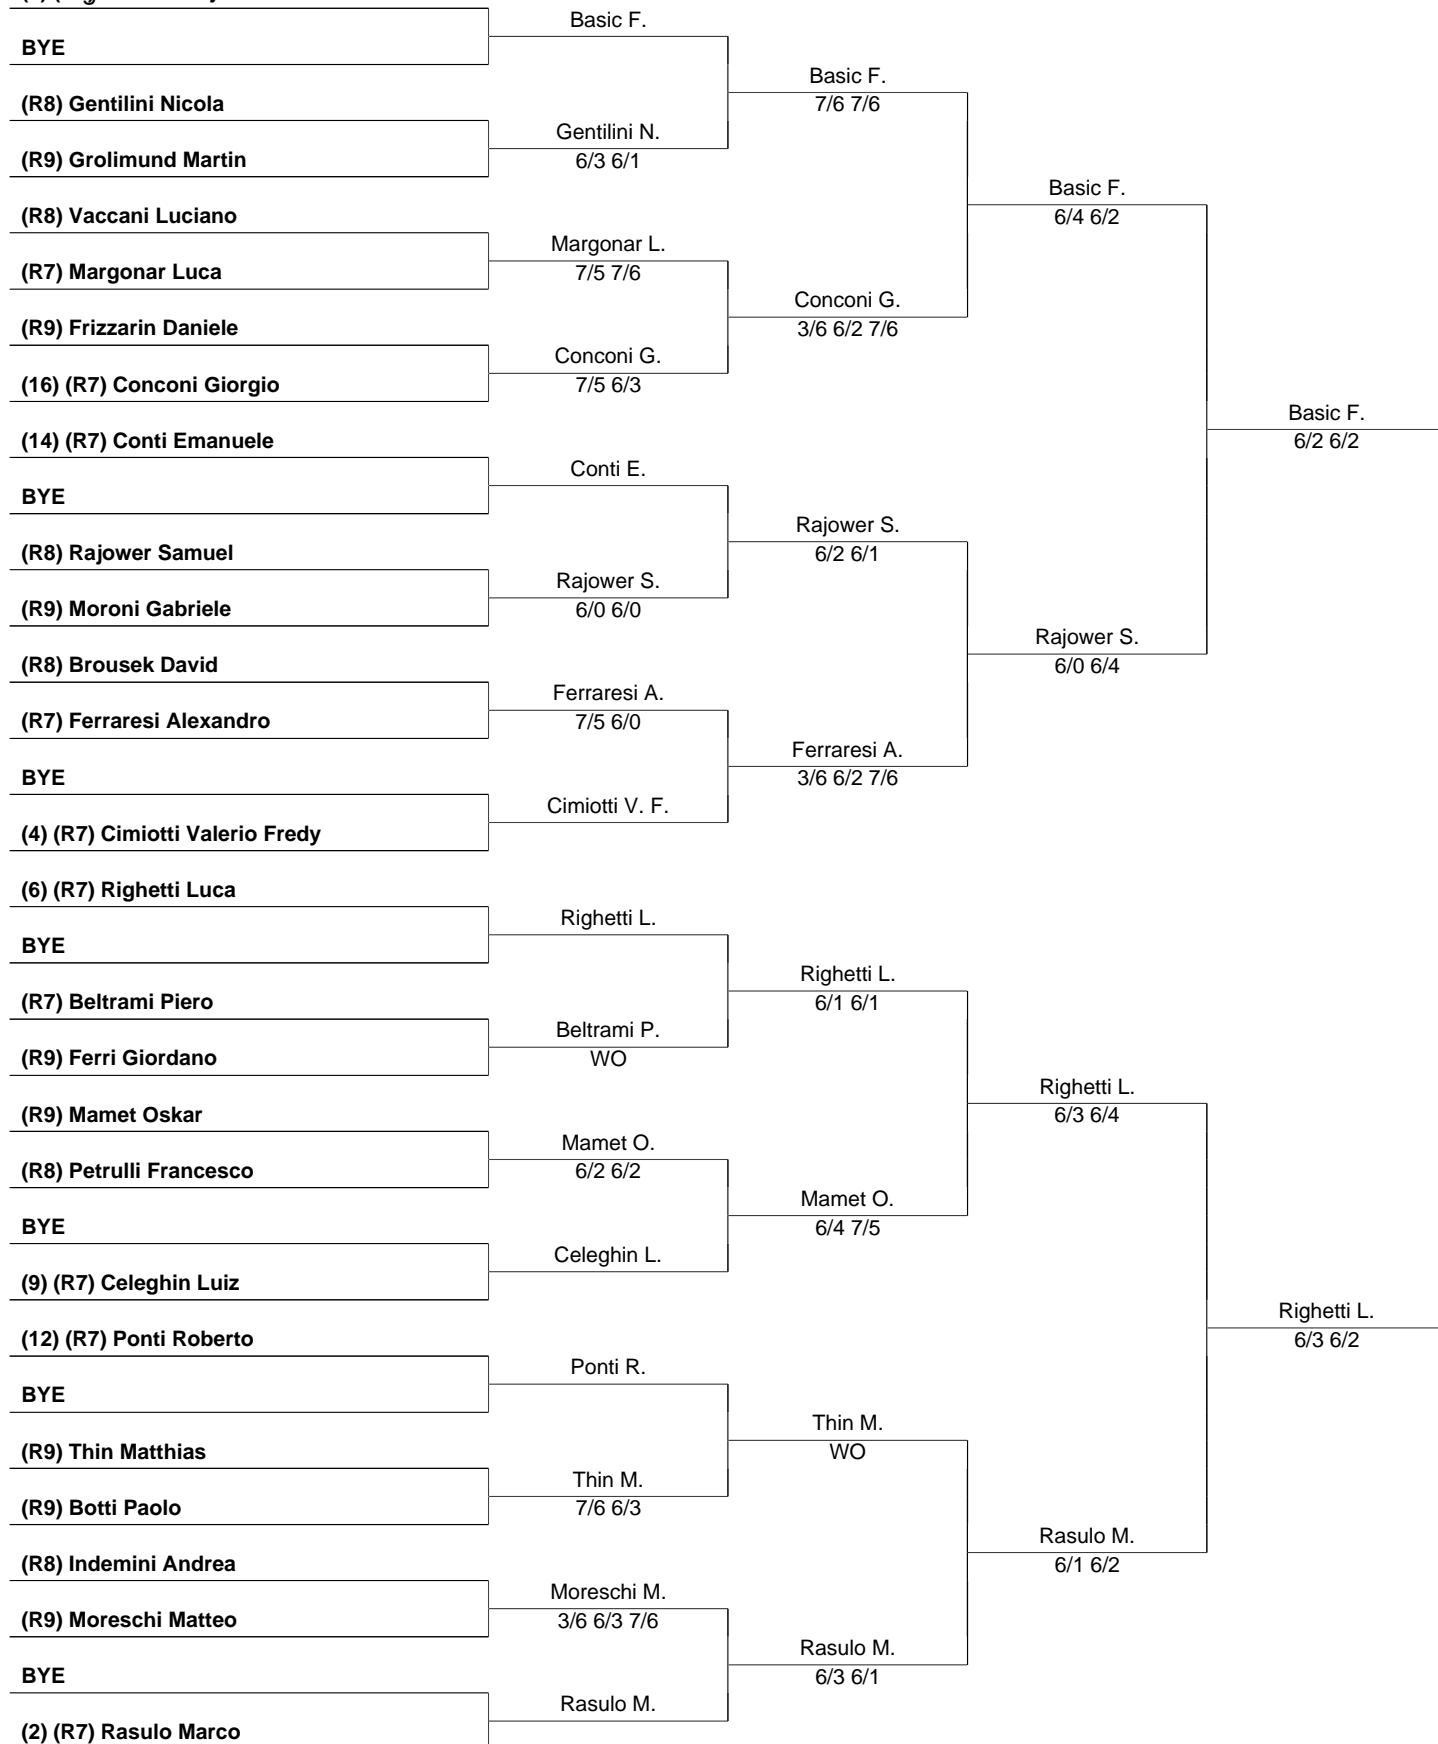 BYE
(R8) Gentilini Nicola
(R9) Grolimund Martin
(R8) Vaccani Luciano
(R7) Margonar Luca
(R9) Frizzarin Daniele
(16) (R7) Conconi Giorgio
(14) (R7) Conti Emanuele
BYE
(R8) Rajower Samuel
(R9) Moroni Gabriele
(R8) Brousek David
(R7) Ferraresi Alexandro
BYE
(4) (R7) Cimiotti Valerio Fredy
(6) (R7) Righetti Luca
BYE
(R7) Beltrami Piero
(R9) Ferri Giordano
(R9) Mamet Oskar
(R8) Petrulli Francesco
BYE
(9) (R7) Celeghin Luiz
(12) (R7) Ponti Roberto
BYE
(R9) Thin Matthias
(R9) Botti Paolo
(R8) Indemini Andrea
(R9) Moreschi Matteo
BYE
(2) (R7) Rasulo Marco
Basic F.
Gentilini N.
6/3 6/1
Margonar L.
7/5 7/6
Conconi G.
7/5 6/3
Conti E.
Rajower S.
6/0 6/0
Ferraresi A.
7/5 6/0
Cimiotti V. F.
Righetti L.
Beltrami P.
WO
Mamet O.
6/2 6/2
Celeghin L.
Ponti R.
Thin M.
7/6 6/3
Moreschi M.
3/6 6/3 7/6
Rasulo M.
Basic F.
7/6 7/6
Conconi G.
3/6 6/2 7/6
Rajower S.
6/2 6/1
Ferraresi A.
3/6 6/2 7/6
Righetti L.
6/1 6/1
Mamet O.
6/4 7/5
Thin M.
WO
Rasulo M.
6/3 6/1
Basic F.
6/4 6/2
Rajower S.
6/0 6/4
Righetti L.
6/3 6/4
Rasulo M.
6/1 6/2
Basic F.
6/2 6/2
Righetti L.
6/3 6/2